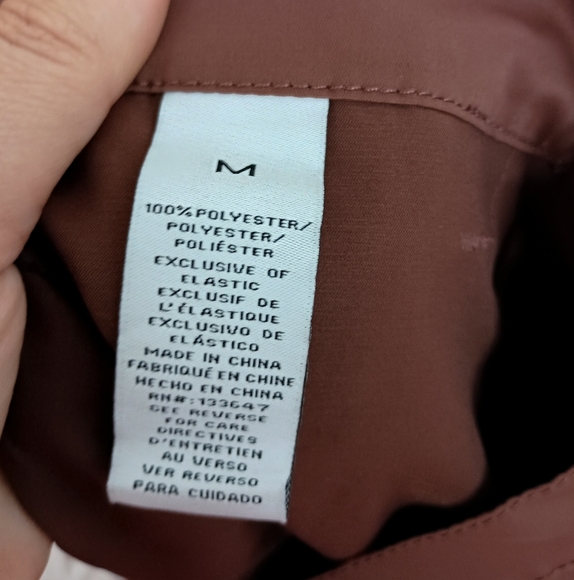 M
100%POLYESTER/
POLYESTER/
POLIÉSTER
EXCLUSIVE OF
ELASTIC
EXCLUSIF DE
L'ÉLASTIQUE
EXCLUSIVO DE
ELÁSTICO
MADE IN CHINA
FABRIQUÉ EN CHINE
HECHO EN CHINA
RN#:133647
SEE REVERSE
FOR CARE
DIRECTIVES
D'ENTRETIEN
AU VERSO
VER REVERSO
PARA CUIDADO